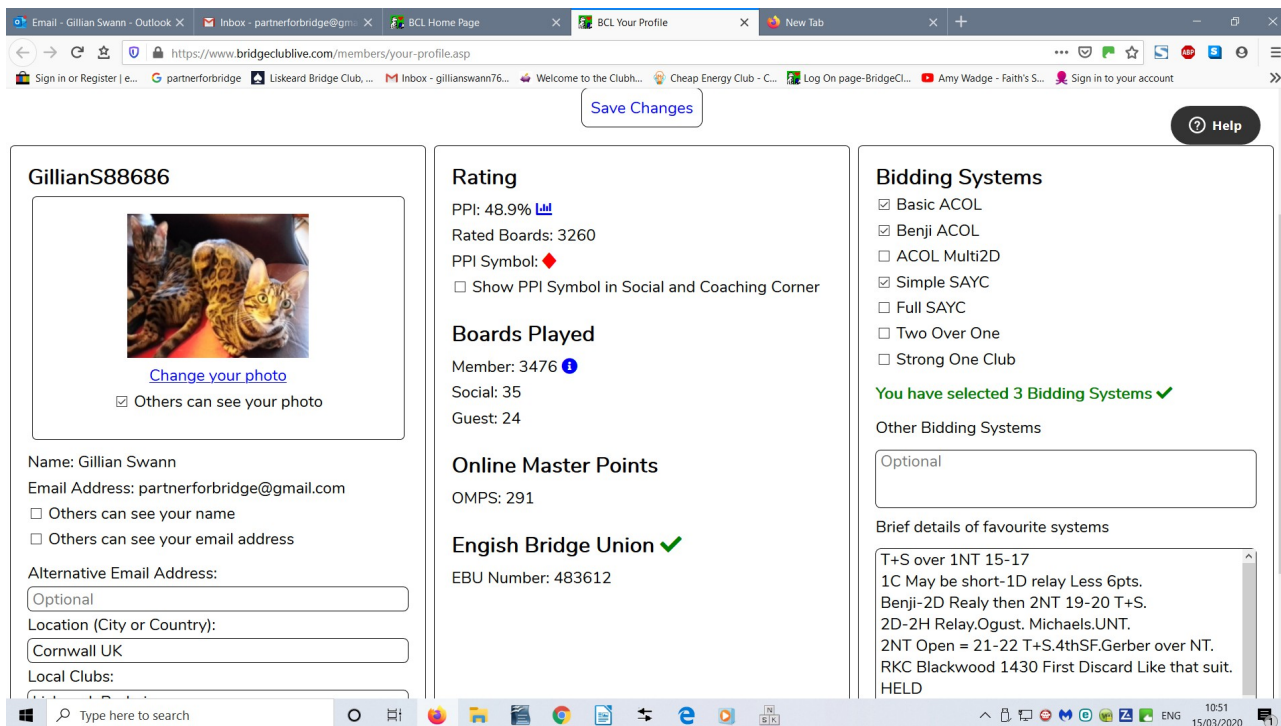 Email - Gillian Swann - Outlook
Inbox - partnerforbridge@gma
BCL Home Page
BCL Your Profile
New Tab
https://www.bridgeclublive.com/members/your-profile.asp
Sign in or Register | e...
partnerforbridge
Liskeard Bridge Club, ...
Inbox - gillianswann76...
Welcome to the Clubh...
Cheap Energy Club - C...
Log On page-BridgeCl...
Amy Wadge - Faith's S...
Sign in to your account
Save Changes
Help
GillianS88686
Change your photo
Others can see your photo
Name: Gillian Swann
Email Address: partnerforbridge@gmail.com
Others can see your name
Others can see your email address
Alternative Email Address:
Optional
Location (City or Country):
Cornwall UK
Local Clubs:
Rating
PPI: 48.9%
Rated Boards: 3260
PPI Symbol:
Show PPI Symbol in Social and Coaching Corner
Boards Played
Member: 3476
Social: 35
Guest: 24
Online Master Points
OMPS: 291
Engish Bridge Union
EBU Number: 483612
Bidding Systems
Basic ACOL
Benji ACOL
ACOL Multi2D
Simple SAYC
Full SAYC
Two Over One
Strong One Club
You have selected 3 Bidding Systems
Other Bidding Systems
Optional
Brief details of favourite systems
T+S over 1NT 15-17
1C May be short-1D relay Less 6pts.
Benji-2D Realy then 2NT 19-20 T+S.
2D-2H Relay.Ogust. Michaels.UNT.
2NT Open = 21-22 T+S.4thSF.Gerber over NT.
RKC Blackwood 1430 First Discard Like that suit.
HELD
Type here to search
ENG
10:51
15/03/2020